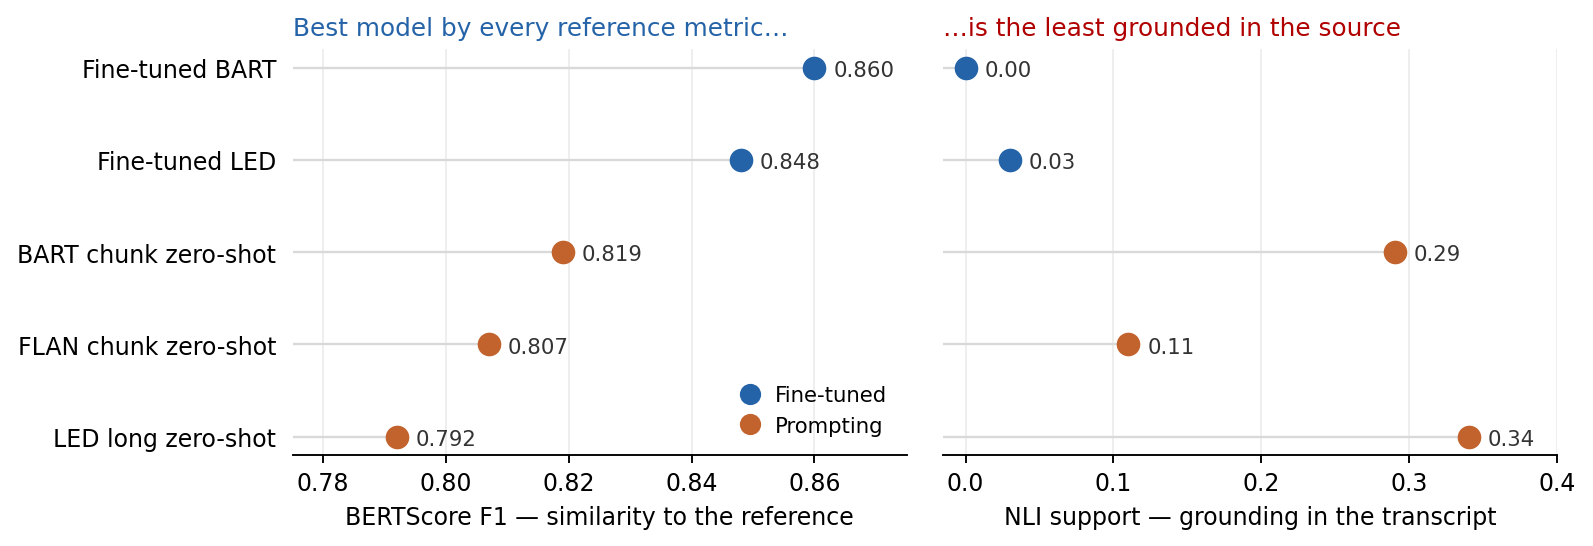 Best model by every reference metric…
…is the least grounded in the source
Fine-tuned BART
0.860
0.00
Fine-tuned LED
0.848
0.03
BART chunk zero-shot
0.819
0.29
FLAN chunk zero-shot
0.807
0.11
Fine-tuned
Prompting
LED long zero-shot
0.792
0.34
0.78 0.80 0.82 0.84 0.86
0.0 0.1 0.2 0.3 0.4
BERTScore F1 — similarity to the reference
NLI support — grounding in the transcript